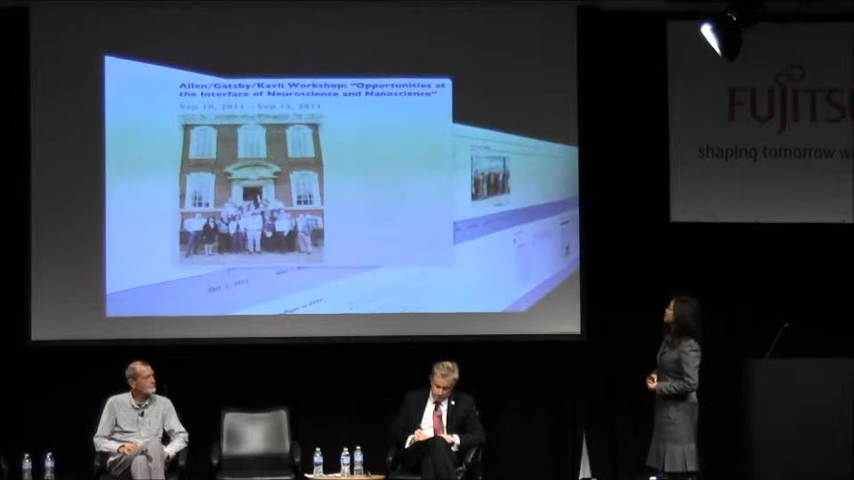 Allen/Gatsby/Kavli Workshop: "Opportunities at
the Interface of Neuroscience and Nanoscience"
Sep 10, 2011 - Sep 13, 2011
FUJITSU
shaping tomorrow w